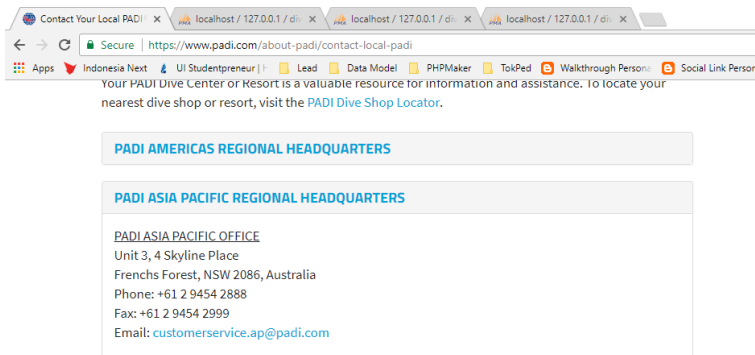 Contact Your Local PADI
localhost / 127.0.0.1 / div
localhost / 127.0.0.1 / div
localhost / 127.0.0.1 / div
Secure | https://www.padi.com/about-padi/contact-local-padi
Apps Indonesia Next UI Studentpreneur | H Lead Data Model PHPMaker TokPed Walkthrough Persona Social Link Person
Your PADI Dive Center or Resort is a valuable resource for information and assistance. To locate your
nearest dive shop or resort, visit the PADI Dive Shop Locator.
PADI AMERICAS REGIONAL HEADQUARTERS
PADI ASIA PACIFIC REGIONAL HEADQUARTERS
PADI ASIA PACIFIC OFFICE
Unit 3, 4 Skyline Place
Frenchs Forest, NSW 2086, Australia
Phone: +61 2 9454 2888
Fax: +61 2 9454 2999
Email: customerservice.ap@padi.com